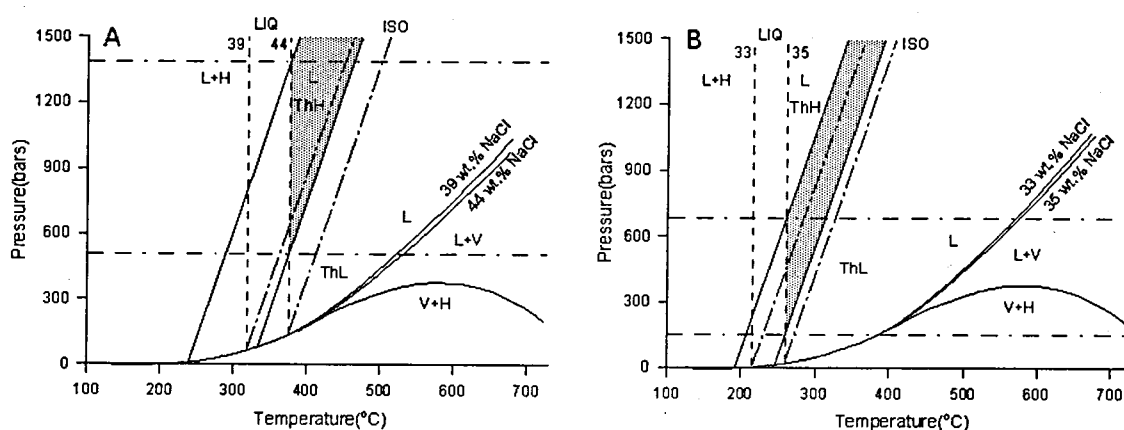 A
LIQ
39
44
ISO
L+H
L
ThH
39 wt.% NaCl
44 wt.% NaCl
L
L+V
ThL
V+H
1500
1200
900
600
300
0
Pressure(bars)
100 200 300 400 500 600 700
Temperature(°C)
B
LIQ
33
35
ISO
L+H
L
ThH
33 wt.% NaCl
35 wt.% NaCl
L
L+V
ThL
V+H
1500
1200
900
600
300
0
Pressure(bars)
100 200 300 400 500 600 700
Temperature(°C)